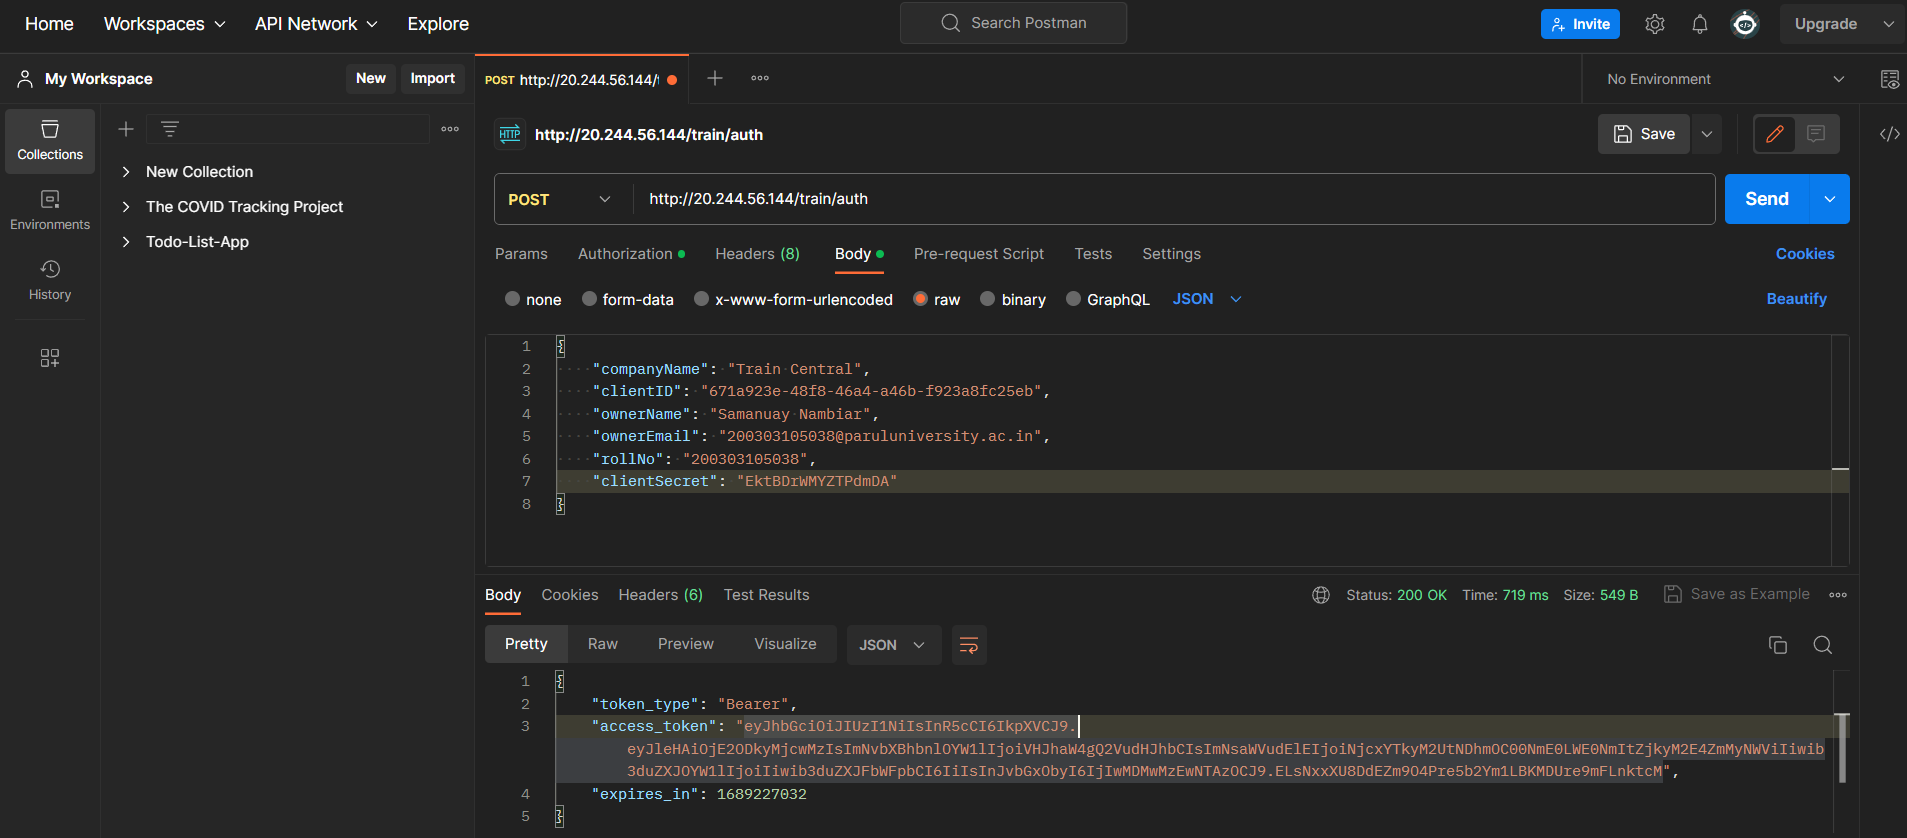 Home Workspaces API Network Explore Search Postman Invite Upgrade
My Workspace New Import POST http://20.244.56.144/ No Environment
Collections
Environments
History
New Collection
The COVID Tracking Project
Todo-List-App
HTTP http://20.244.56.144/train/auth Save
POST http://20.244.56.144/train/auth Send
Params Authorization Headers (8) Body Pre-request Script Tests Settings Cookies
none form-data x-www-form-urlencoded raw binary GraphQL JSON Beautify
1 {
2 "companyName": "Train Central",
3 "clientID": "671a923e-48f8-46a4-a46b-f923a8fc25eb",
4 "ownerName": "Samanuay Nambiar",
5 "ownerEmail": "200303105038@paruluniversity.ac.in",
6 "rollNo": "200303105038",
7 "clientSecret": "EktBDrWMYZTPdmDA"
8 }
Body Cookies Headers (6) Test Results Status: 200 OK Time: 719 ms Size: 549 B Save as Example
Pretty Raw Preview Visualize JSON
1 {
2 "token_type": "Bearer",
3 "access_token": "eyJhbGciOiJIUzI1NiIsInR5cCI6IkpXVCJ9.
eyJleHAiOjE2ODkyMjcwMzIsImNvbXBhbnlOYW1lIjoiVHJhaW4gQ2VudHJhbCIsImNsaWVudElEIjoiNjcxYTkyM2UtNDhmOC00NmE0LWE0NmItZjkyM2E4ZmMyNWViIiwib
3duZXJOYW1lIjoiIiwib3duZXJFbWFpbCI6IiIsInJvbGxObyI6IjIwMDMwMzEwNTAzOCJ9.ELsNxxXU8DdEZm9O4Pre5b2Ym1LBKMDUre9mFLnktcM",
4 "expires_in": 1689227032
5 }